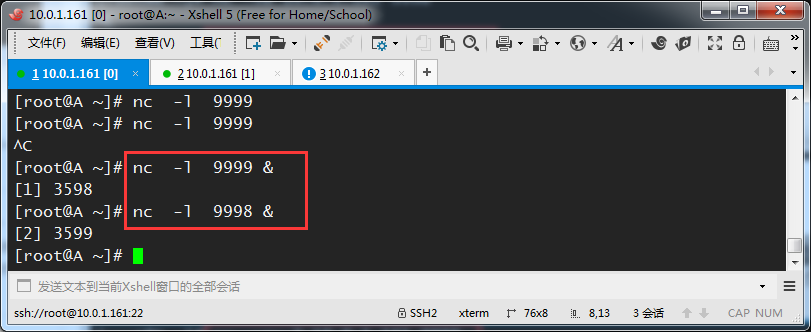 10.0.1.161 [0] - root@A:~ - Xshell 5 (Free for Home/School)
文件(F) 编辑(E) 查看(V) 工具(
1 10.0.1.161 [0] × 2 10.0.1.161 [1] × 3 10.0.1.162 × +
[root@A ~]# nc  -l  9999
[root@A ~]# nc  -l  9999
^C
[root@A ~]# nc  -l  9999 &
[1] 3598
[root@A ~]# nc  -l  9998 &
[2] 3599
[root@A ~]#
发送文本到当前Xshell窗口的全部会话
ssh://root@10.0.1.161:22 SSH2 xterm 76x8 8,13 3 会话 CAP NUM